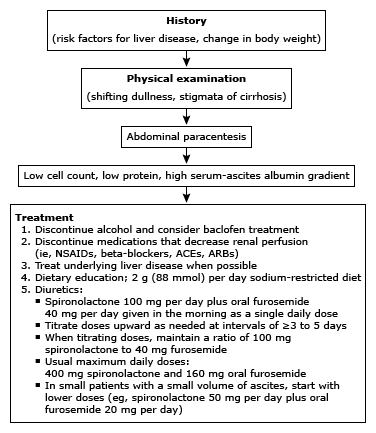 History
(risk factors for liver disease, change in body weight)
Physical examination
(shifting dullness, stigmata of cirrhosis)
Abdominal paracentesis
Low cell count, low protein, high serum-ascites albumin gradient
Treatment
1. Discontinue alcohol and consider baclofen treatment
2. Discontinue medications that decrease renal perfusion
(ie, NSAIDs, beta-blockers, ACEs, ARBs)
3. Treat underlying liver disease when possible
4. Dietary education; 2 g (88 mmol) per day sodium-restricted diet
5. Diuretics:
▪ Spironolactone 100 mg per day plus oral furosemide
40 mg per day given in the morning as a single daily dose
▪ Titrate doses upward as needed at intervals of ≥3 to 5 days
▪ When titrating doses, maintain a ratio of 100 mg
spironolactone to 40 mg furosemide
▪ Usual maximum daily doses:
400 mg spironolactone and 160 mg oral furosemide
▪ In small patients with a small volume of ascites, start with
lower doses (eg, spironolactone 50 mg per day plus oral
furosemide 20 mg per day)